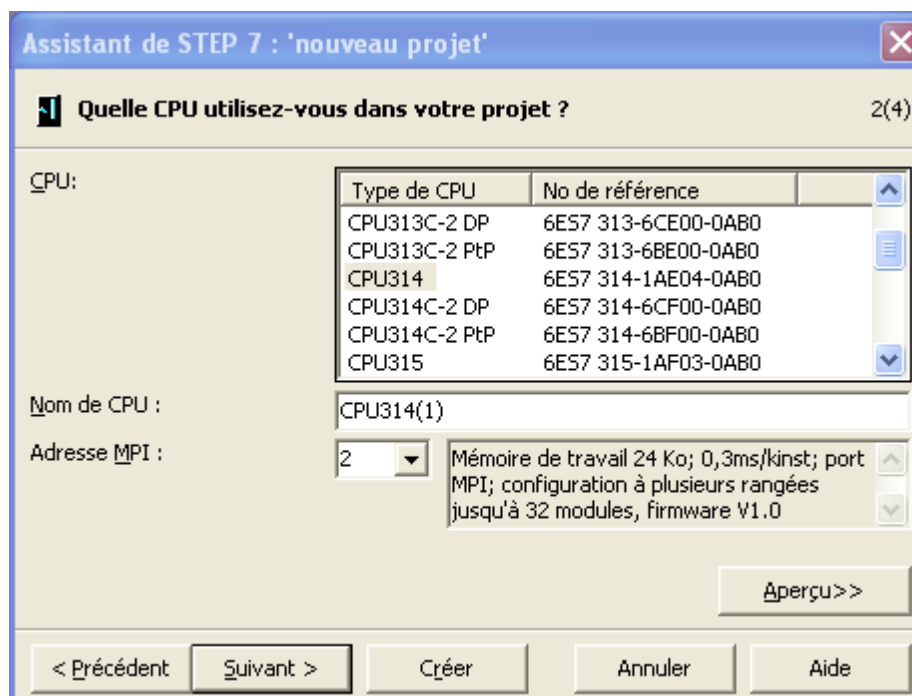 Assistant de STEP 7 : 'nouveau projet'
Quelle CPU utilisez-vous dans votre projet ? 2(4)
CPU:
Type de CPU No de référence
CPU313C-2 DP 6ES7 313-6CE00-0AB0
CPU313C-2 PtP 6ES7 313-6BE00-0AB0
CPU314 6ES7 314-1AE04-0AB0
CPU314C-2 DP 6ES7 314-6CF00-0AB0
CPU314C-2 PtP 6ES7 314-6BF00-0AB0
CPU315 6ES7 315-1AF03-0AB0
Nom de CPU : CPU314(1)
Adresse MPI : 2
Mémoire de travail 24 Ko; 0,3ms/kinst; port
MPI; configuration à plusieurs rangées
jusqu'à 32 modules, firmware V1.0
Aperçu>>
< Précédent Suivant > Créer Annuler Aide